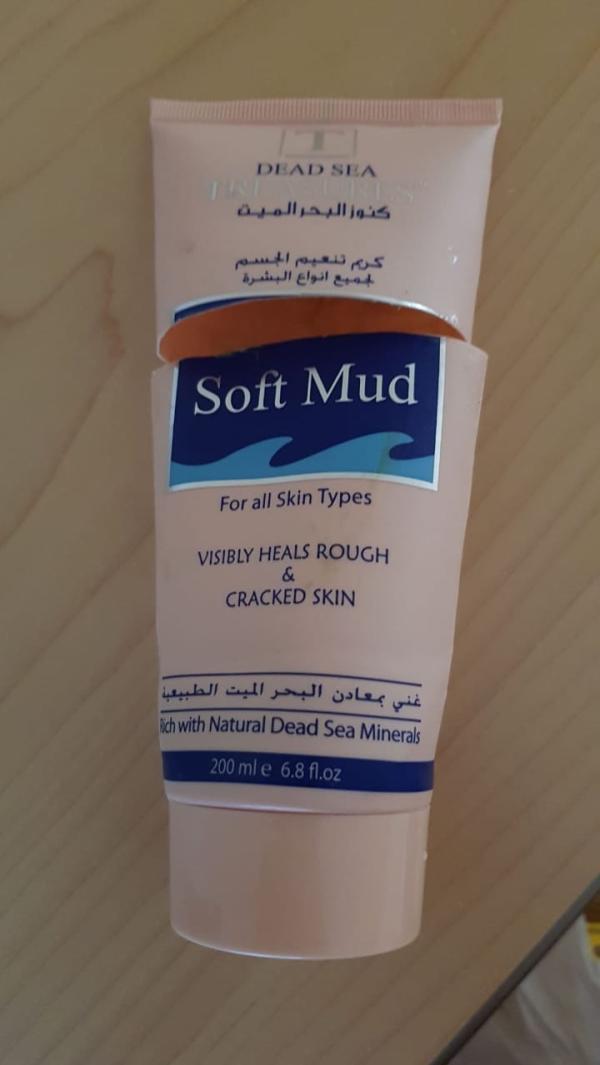 T
DEAD SEA
TREASURES
كنوز البحر الميت
كريم تنعيم الجسم
لجميع انواع البشرة
Soft Mud
For all Skin Types
VISIBLY HEALS ROUGH
&
CRACKED SKIN
غني بمعادن البحر الميت الطبيعية
Rich with Natural Dead Sea Minerals
200 ml e 6.8 fl.oz